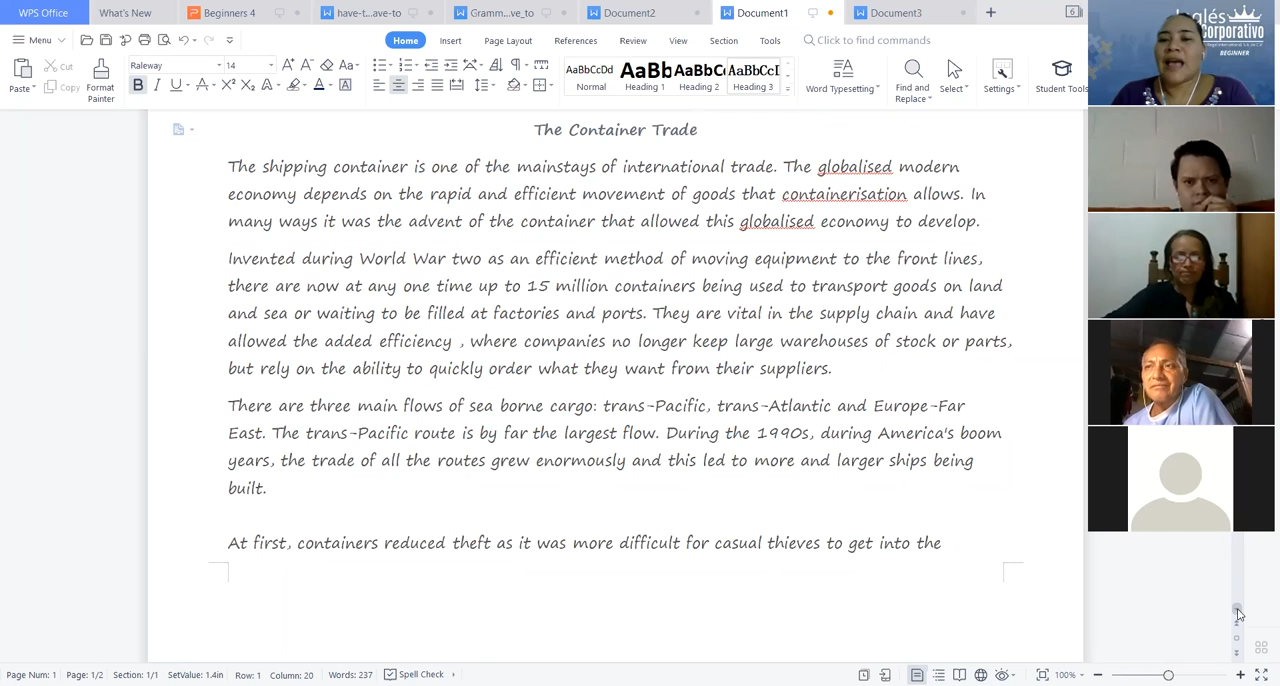 WPS Office What's New Beginners 4 have-t...ave-to Gramm...ve_to Document2 Document1 Document3 + 6
Menu Home Insert Page Layout References Review View Section Tools Click to find commands
Paste Cut Copy Format Painter Raleway 14 Normal Heading 1 Heading 2 Heading 3 Word Typesetting Find and Replace Select Settings Student Tools
AaBbCcDd AaBb AaBbC AaBbCcI
Inglés
Corporativo
BEGINNER
The Container Trade
The shipping container is one of the mainstays of international trade. The globalised modern
economy depends on the rapid and efficient movement of goods that containerisation allows. In
many ways it was the advent of the container that allowed this globalised economy to develop.
Invented during World War two as an efficient method of moving equipment to the front lines,
there are now at any one time up to 15 million containers being used to transport goods on land
and sea or waiting to be filled at factories and ports. They are vital in the supply chain and have
allowed the added efficiency , where companies no longer keep large warehouses of stock or parts,
but rely on the ability to quickly order what they want from their suppliers.
There are three main flows of sea borne cargo: trans-Pacific, trans-Atlantic and Europe-Far
East. The trans-Pacific route is by far the largest flow. During the 1990s, during America's boom
years, the trade of all the routes grew enormously and this led to more and larger ships being
built.
At first, containers reduced theft as it was more difficult for casual thieves to get into the
Page Num: 1 Page: 1/2 Section: 1/1 SetValue: 1.4in Row: 1 Column: 20 Words: 237 Spell Check 100%